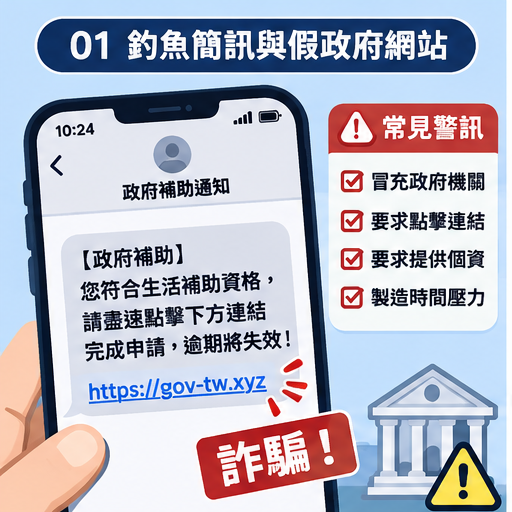 01 釣魚簡訊與假政府網站
10:24
政府補助通知
【政府補助】
您符合生活補助資格，
請盡速點擊下方連結
完成申請，逾期將失效！
https://gov-tw.xyz
詐騙！
常見警訊
冒充政府機關
要求點擊連結
要求提供個資
製造時間壓力